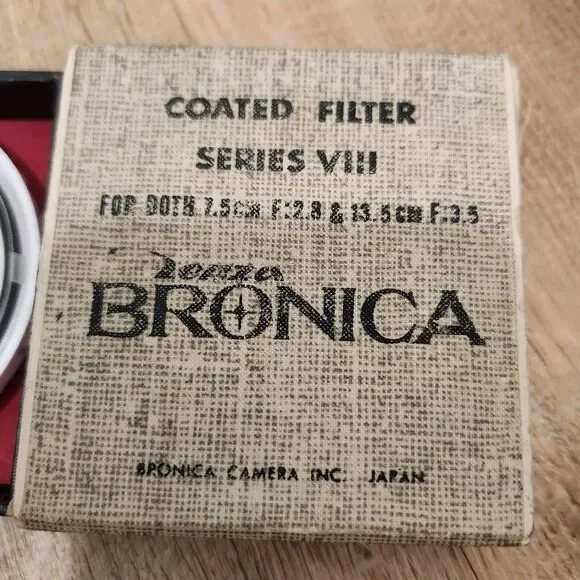 COATED FILTER
SERIES VIII
FOR BOTH 7.5cm F:2.8 & 13.5cm F:3.5
Zenza
BRONICA
BRONICA CAMERA INC. JAPAN